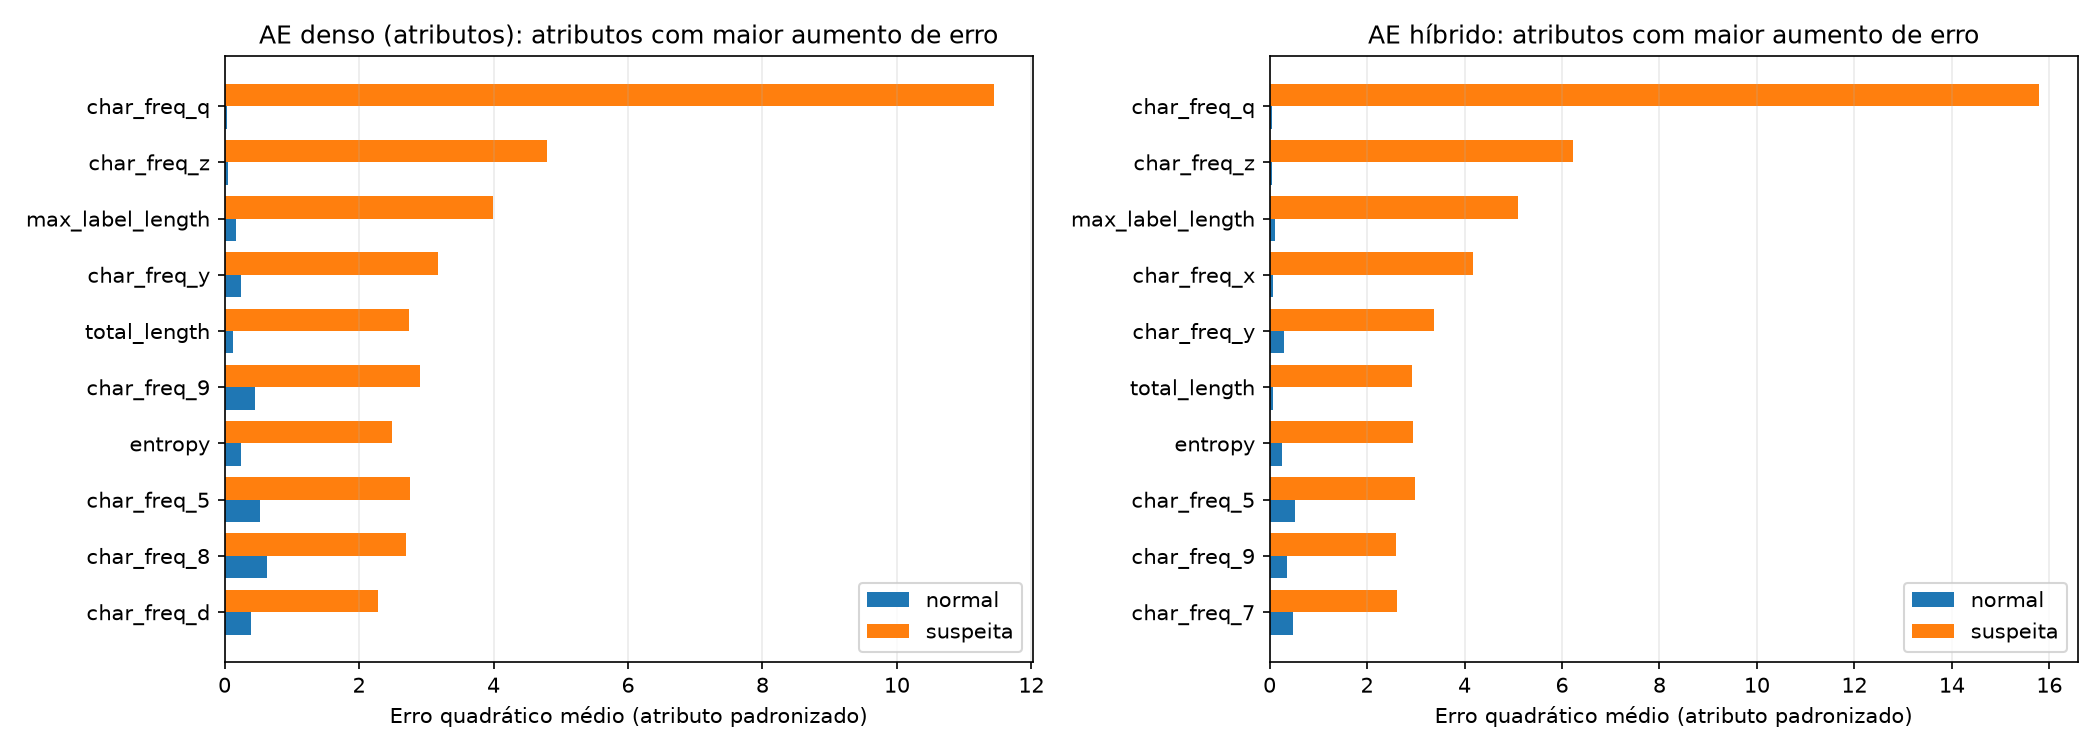 AE denso (atributos): atributos com maior aumento de erro
char_freq_q
char_freq_z
max_label_length
char_freq_y
total_length
char_freq_9
entropy
char_freq_5
char_freq_8
char_freq_d
normal
suspeita
0 2 4 6 8 10 12
Erro quadrático médio (atributo padronizado)
AE híbrido: atributos com maior aumento de erro
char_freq_q
char_freq_z
max_label_length
char_freq_x
char_freq_y
total_length
entropy
char_freq_5
char_freq_9
char_freq_7
normal
suspeita
0 2 4 6 8 10 12 14 16
Erro quadrático médio (atributo padronizado)